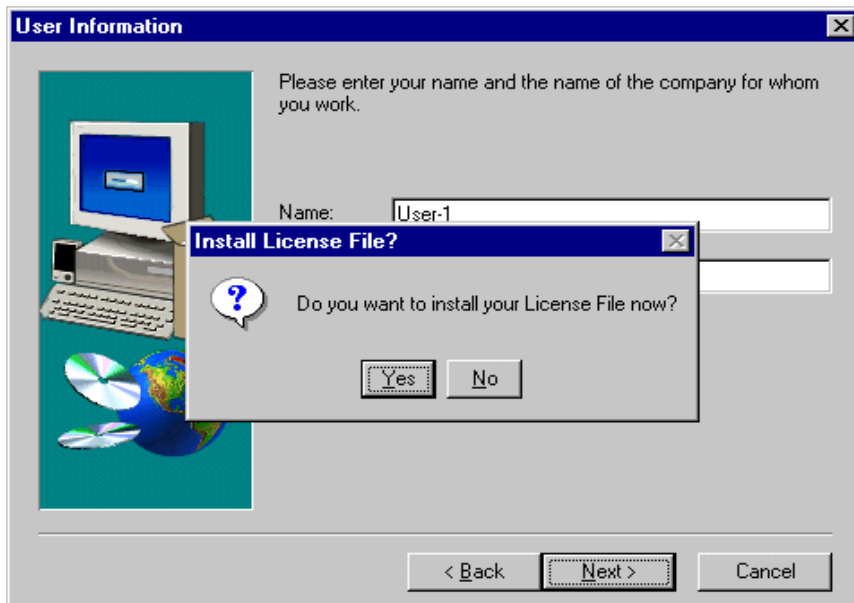 User Information
Please enter your name and the name of the company for whom
you work.
Name:
User-1
Install License File?
?
Do you want to install your License File now?
Yes
No
< Back
Next >
Cancel